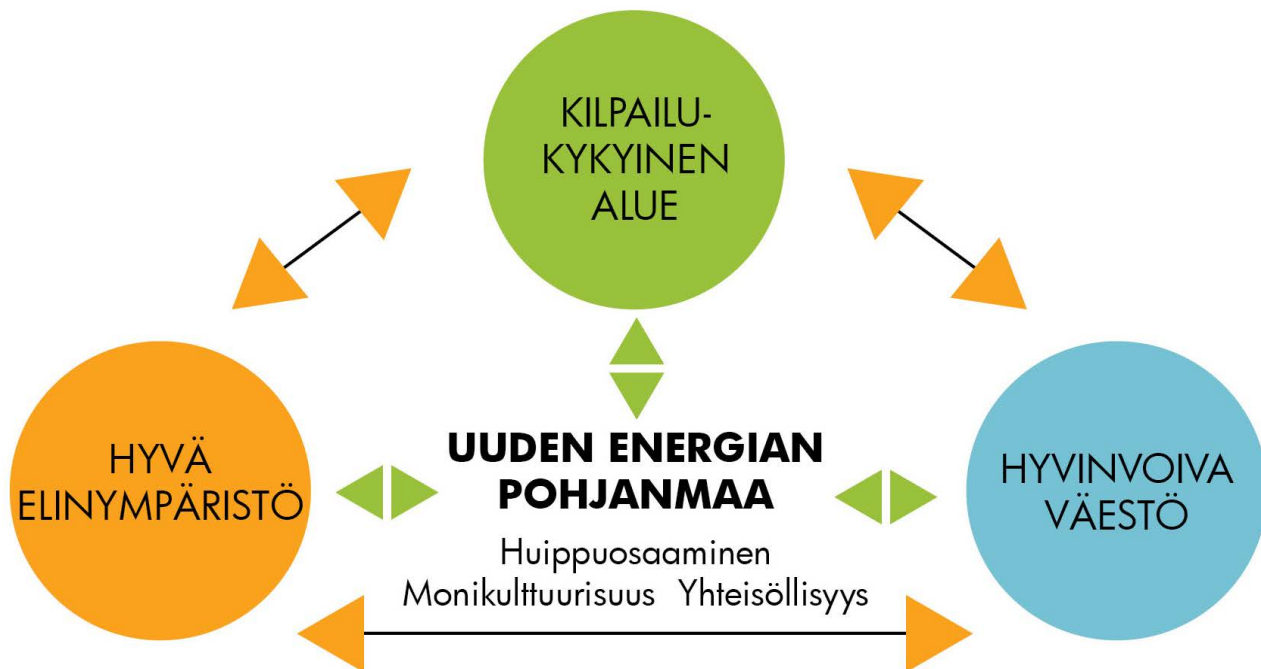 KILPAILU-
KYKYINEN
ALUE
HYVÄ
ELINYMPÄRISTÖ
UUDEN ENERGIAN
POHJANMAA
Huippuosaaminen
Monikulttuurisuus Yhteisöllisyys
HYVINVOIVA
VÄESTÖ